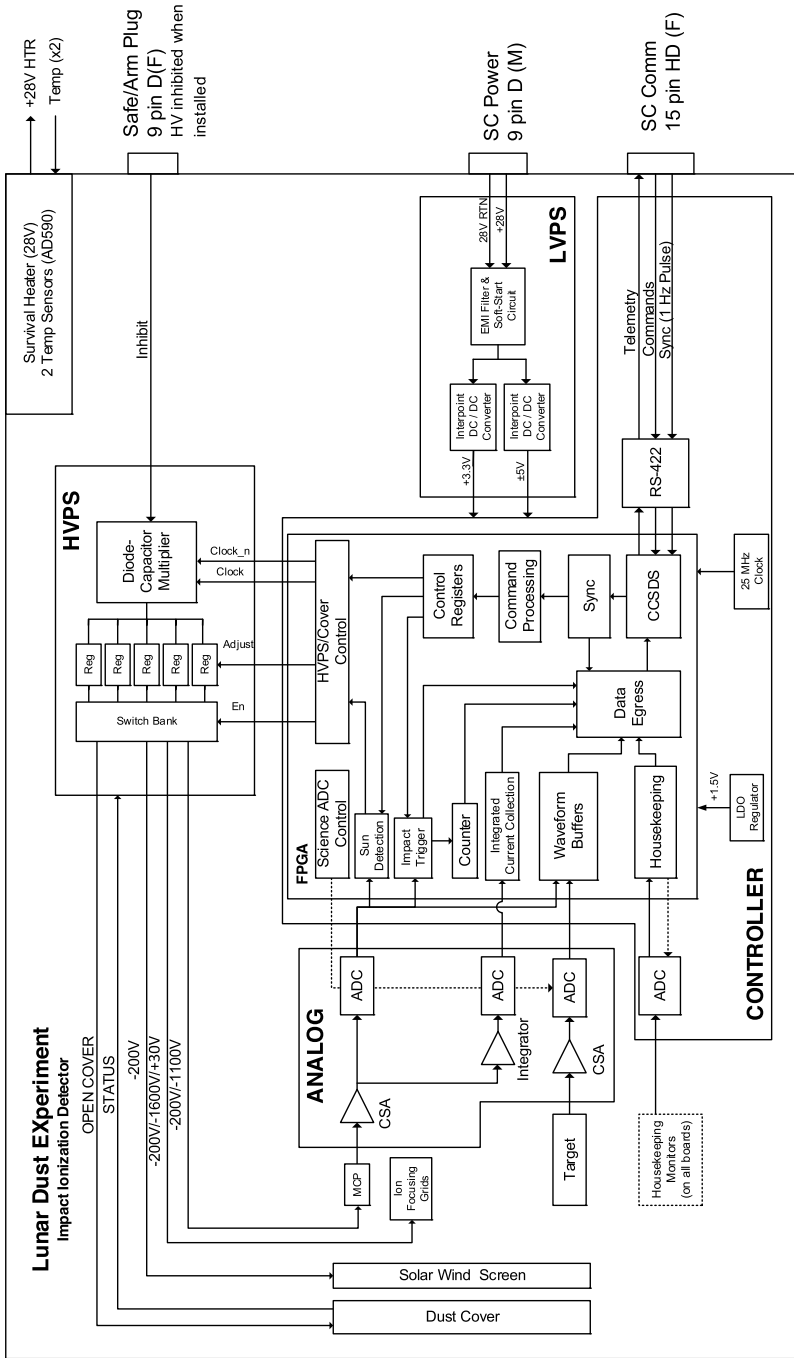 Lunar Dust EXperiment
Impact Ionization Detector
OPEN COVER
STATUS
-200V
-200V/-1600V/+30V
-200V/-1100V
Solar Wind Screen
Dust Cover
MCP
Ion
Focusing
Grids
Target
Housekeeping
Monitors
(on all boards)
ANALOG
CSA
ADC
Integrator
ADC
CSA
ADC
ADC
CONTROLLER
HVPS
Switch Bank
Reg
Reg
Reg
Reg
Reg
Diode-
Capacitor
Multiplier
Inhibit
En
Adjust
Clock
Clock_n
FPGA
Science ADC
Control
HVPS/Cover
Control
Sun
Detection
Impact
Trigger
Counter
Integrated
Current Collection
Waveform
Buffers
Housekeeping
Control
Registers
Command
Processing
Sync
CCSDS
Data
Egress
+1.5V
LDO
Regulator
25 MHz
Clock
RS-422
Telemetry
Commands
Sync (1 Hz Pulse)
LVPS
+3.3V
±5V
Interpoint
DC / DC
Converter
Interpoint
DC / DC
Converter
EMI Filter &
Soft-Start
Circuit
28V RTN
+28V
Survival Heater (28V)
2 Temp Sensors (AD590)
+28V HTR
Temp (x2)
Safe/Arm Plug
9 pin D(F)
HV inhibited when
installed
SC Power
9 pin D (M)
SC Comm
15 pin HD (F)